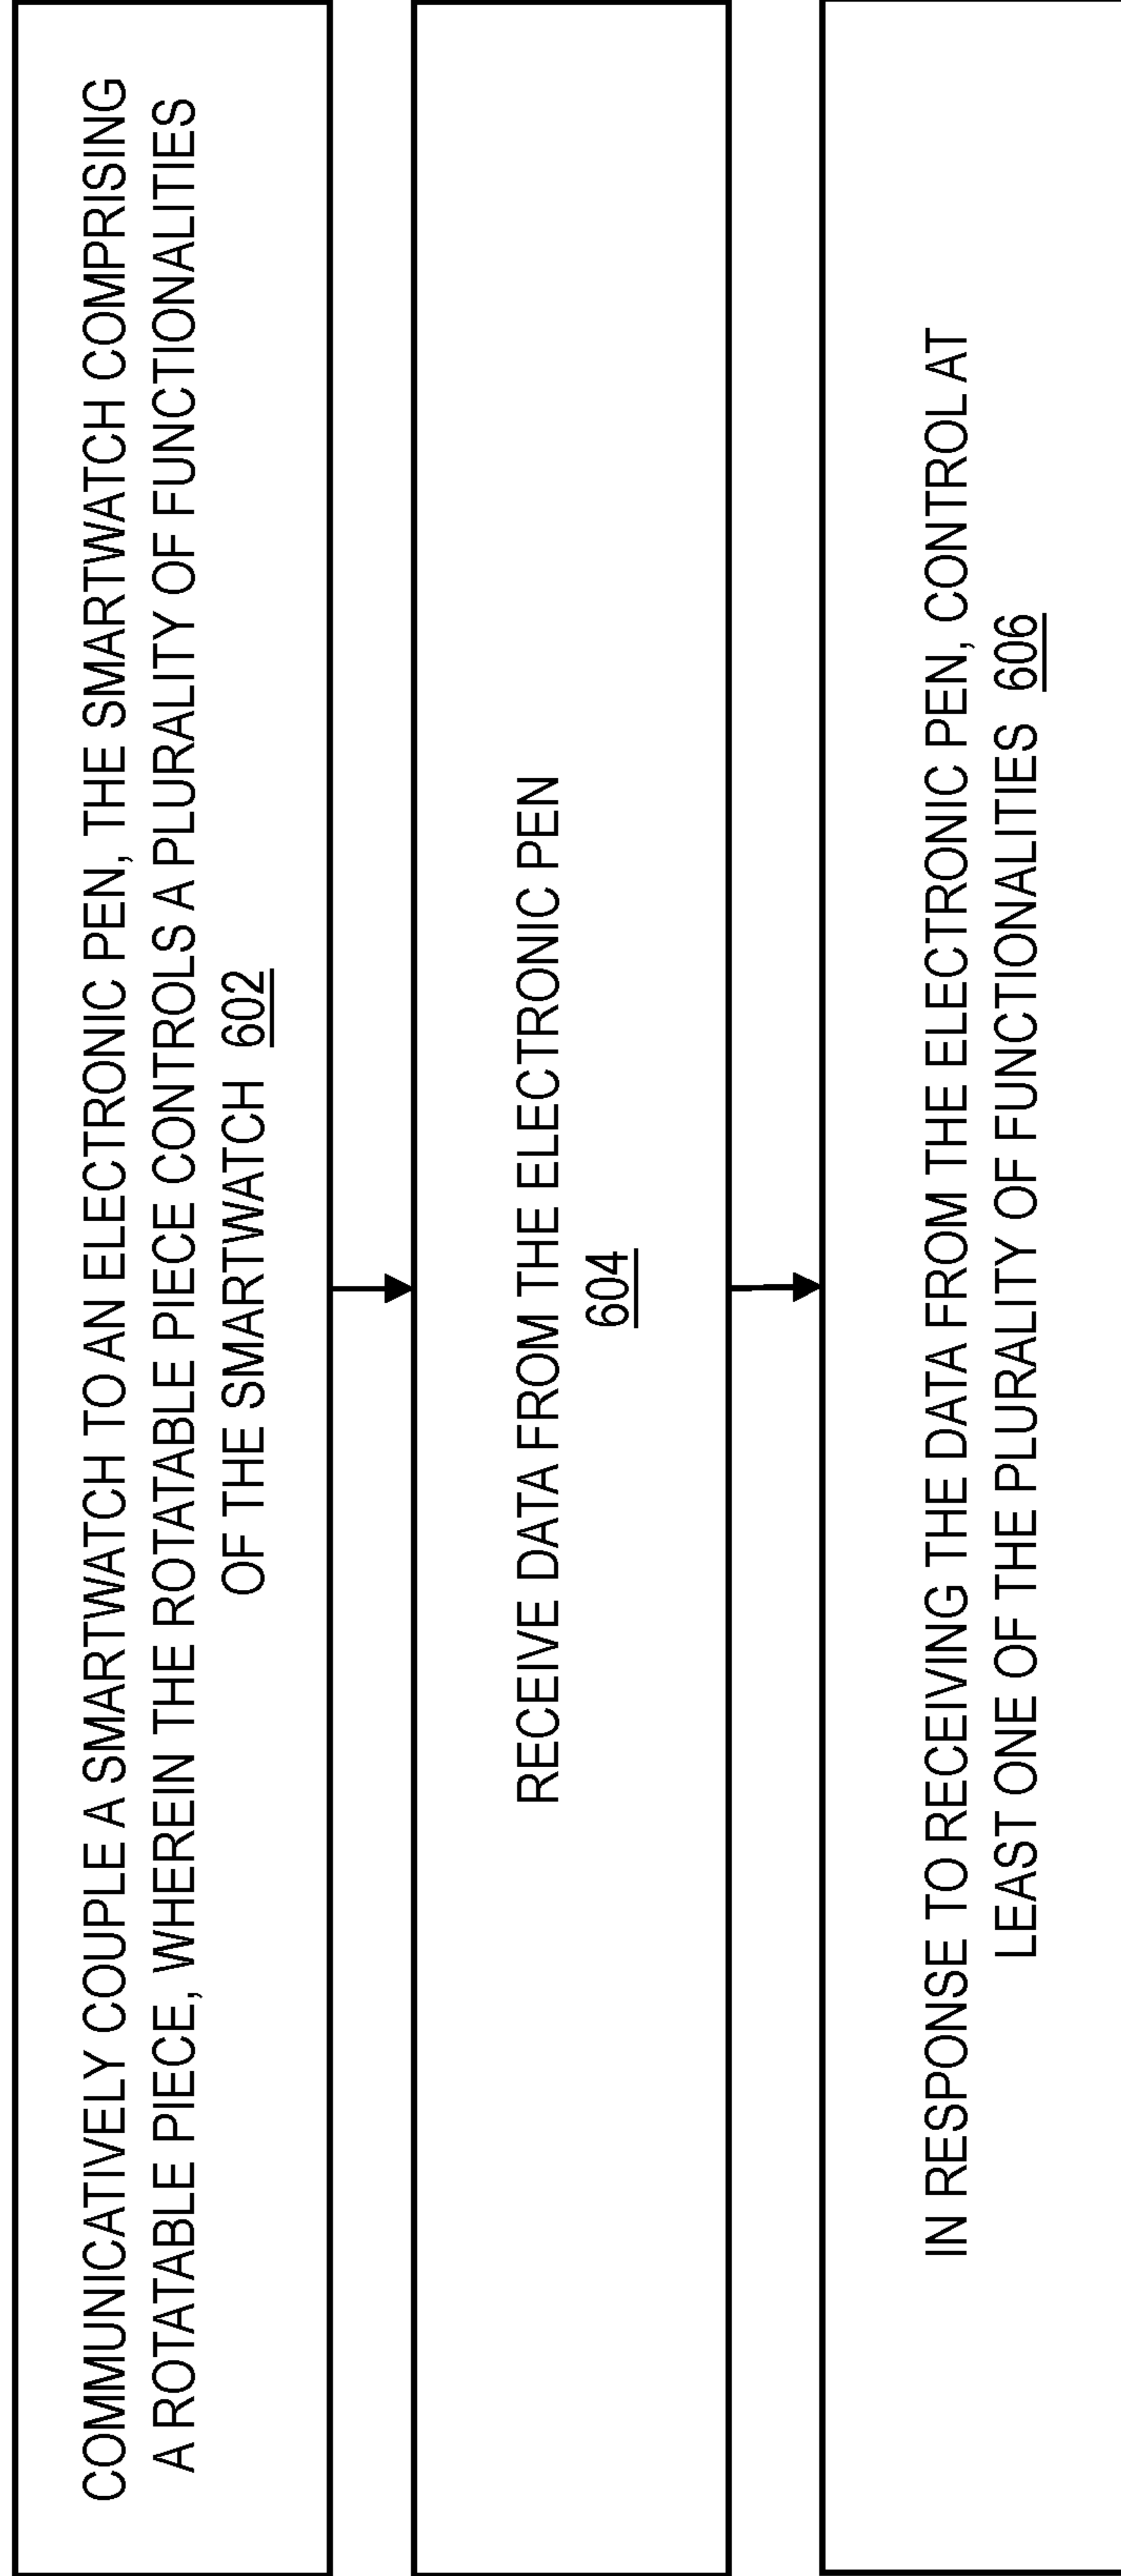 COMMUNICATIVELY COUPLE A SMARTWATCH TO AN ELECTRONIC PEN, THE SMARTWATCH COMPRISING
A ROTATABLE PIECE, WHEREIN THE ROTATABLE PIECE CONTROLS A PLURALITY OF FUNCTIONALITIES
OF THE SMARTWATCH 602
RECEIVE DATA FROM THE ELECTRONIC PEN
604
IN RESPONSE TO RECEIVING THE DATA FROM THE ELECTRONIC PEN, CONTROL AT
LEAST ONE OF THE PLURALITY OF FUNCTIONALITIES 606